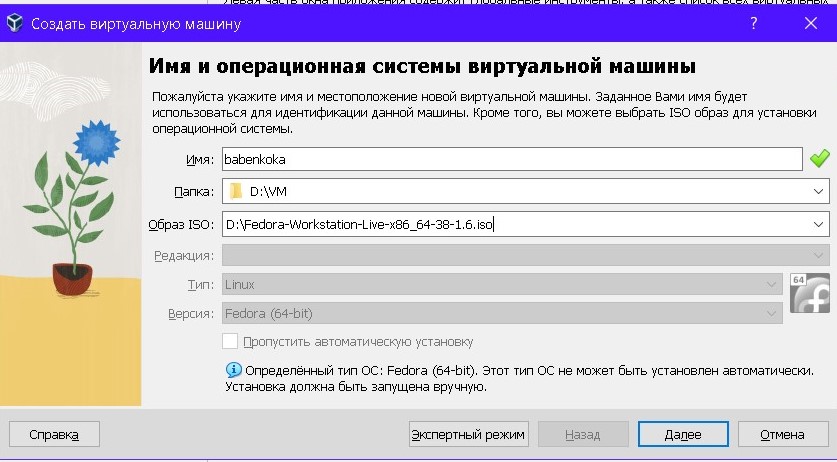 Создать виртуальную машину
?
Имя и операционная системы виртуальной машины
Пожалуйста укажите имя и местоположение новой виртуальной машины. Заданное Вами имя будет
использоваться для идентификации данной машины. Кроме того, вы можете выбрать ISO образ для установки
операционной системы.
Имя: babenkoka
Папка: D:\VM
Образ ISO: D:\Fedora-Workstation-Live-x86_64-38-1.6.iso
Редакция:
Тип: Linux
64
Версия: Fedora (64-bit)
Пропустить автоматическую установку
Определённый тип ОС: Fedora (64-bit). Этот тип ОС не может быть установлен автоматически.
Установка должна быть запущена вручную.
Справка Экспертный режим Назад Далее Отмена